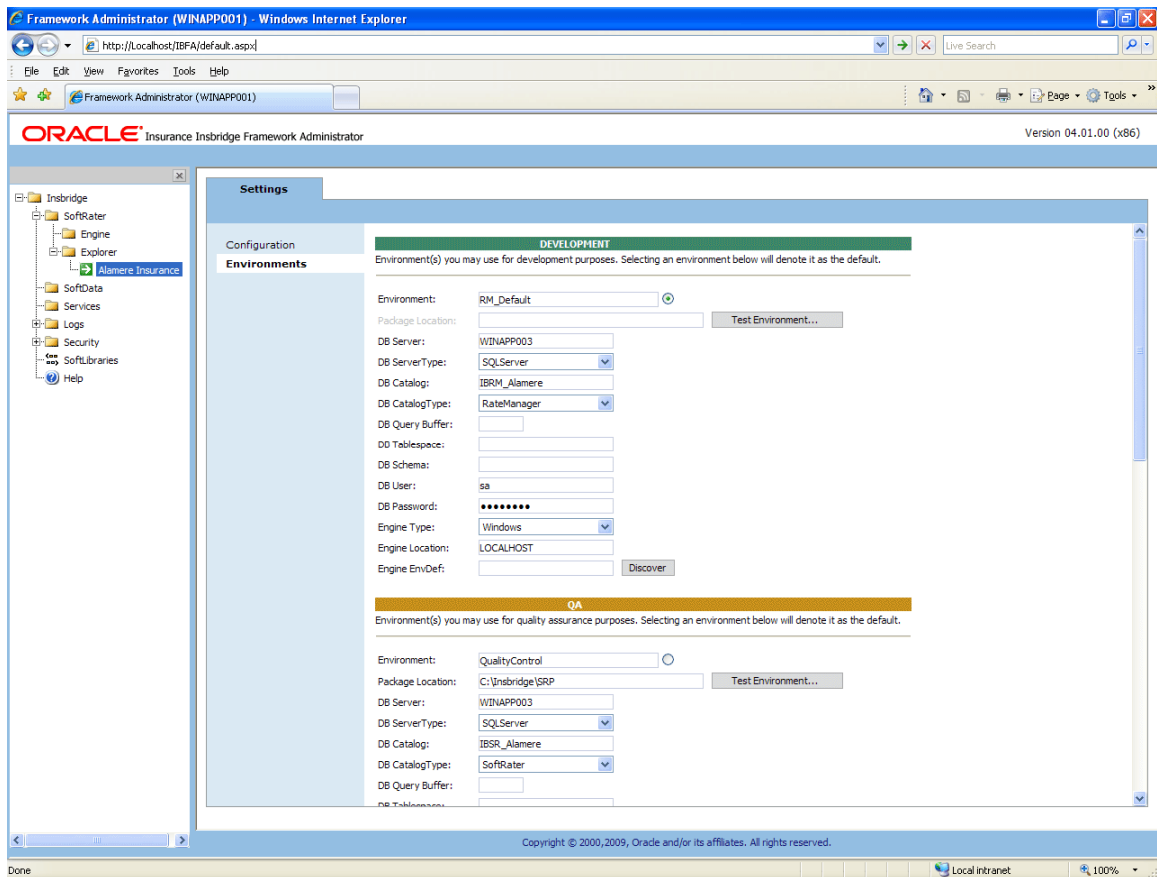 Framework Administrator (WINAPP001) - Windows Internet Explorer
http://Localhost/IBFA/default.aspx
Live Search
File Edit View Favorites Tools Help
Framework Administrator (WINAPP001)
Page Tools »
ORACLE Insurance Insbridge Framework Administrator
Version 04.01.00 (x86)
Insbridge
SoftRater
Engine
Explorer
Alamere Insurance
SoftData
Services
Logs
Security
SoftLibraries
Help
Settings
Configuration
Environments
DEVELOPMENT
Environment(s) you may use for development purposes. Selecting an environment below will denote it as the default.
Environment: RM_Default
Package Location: Test Environment...
DB Server: WINAPP003
DB ServerType: SQLServer
DB Catalog: IBRM_Alamere
DB CatalogType: RateManager
DB Query Buffer:
DD Tablespace:
DB Schema:
DB User: sa
DB Password: ••••••••
Engine Type: Windows
Engine Location: LOCALHOST
Engine EnvDef: Discover
QA
Environment(s) you may use for quality assurance purposes. Selecting an environment below will denote it as the default.
Environment: QualityControl
Package Location: C:\Insbridge\SRP Test Environment...
DB Server: WINAPP003
DB ServerType: SQLServer
DB Catalog: IBSR_Alamere
DB CatalogType: SoftRater
DB Query Buffer:
DB Tablespace:
Copyright © 2000,2009, Oracle and/or its affiliates. All rights reserved.
Done
Local intranet
100%